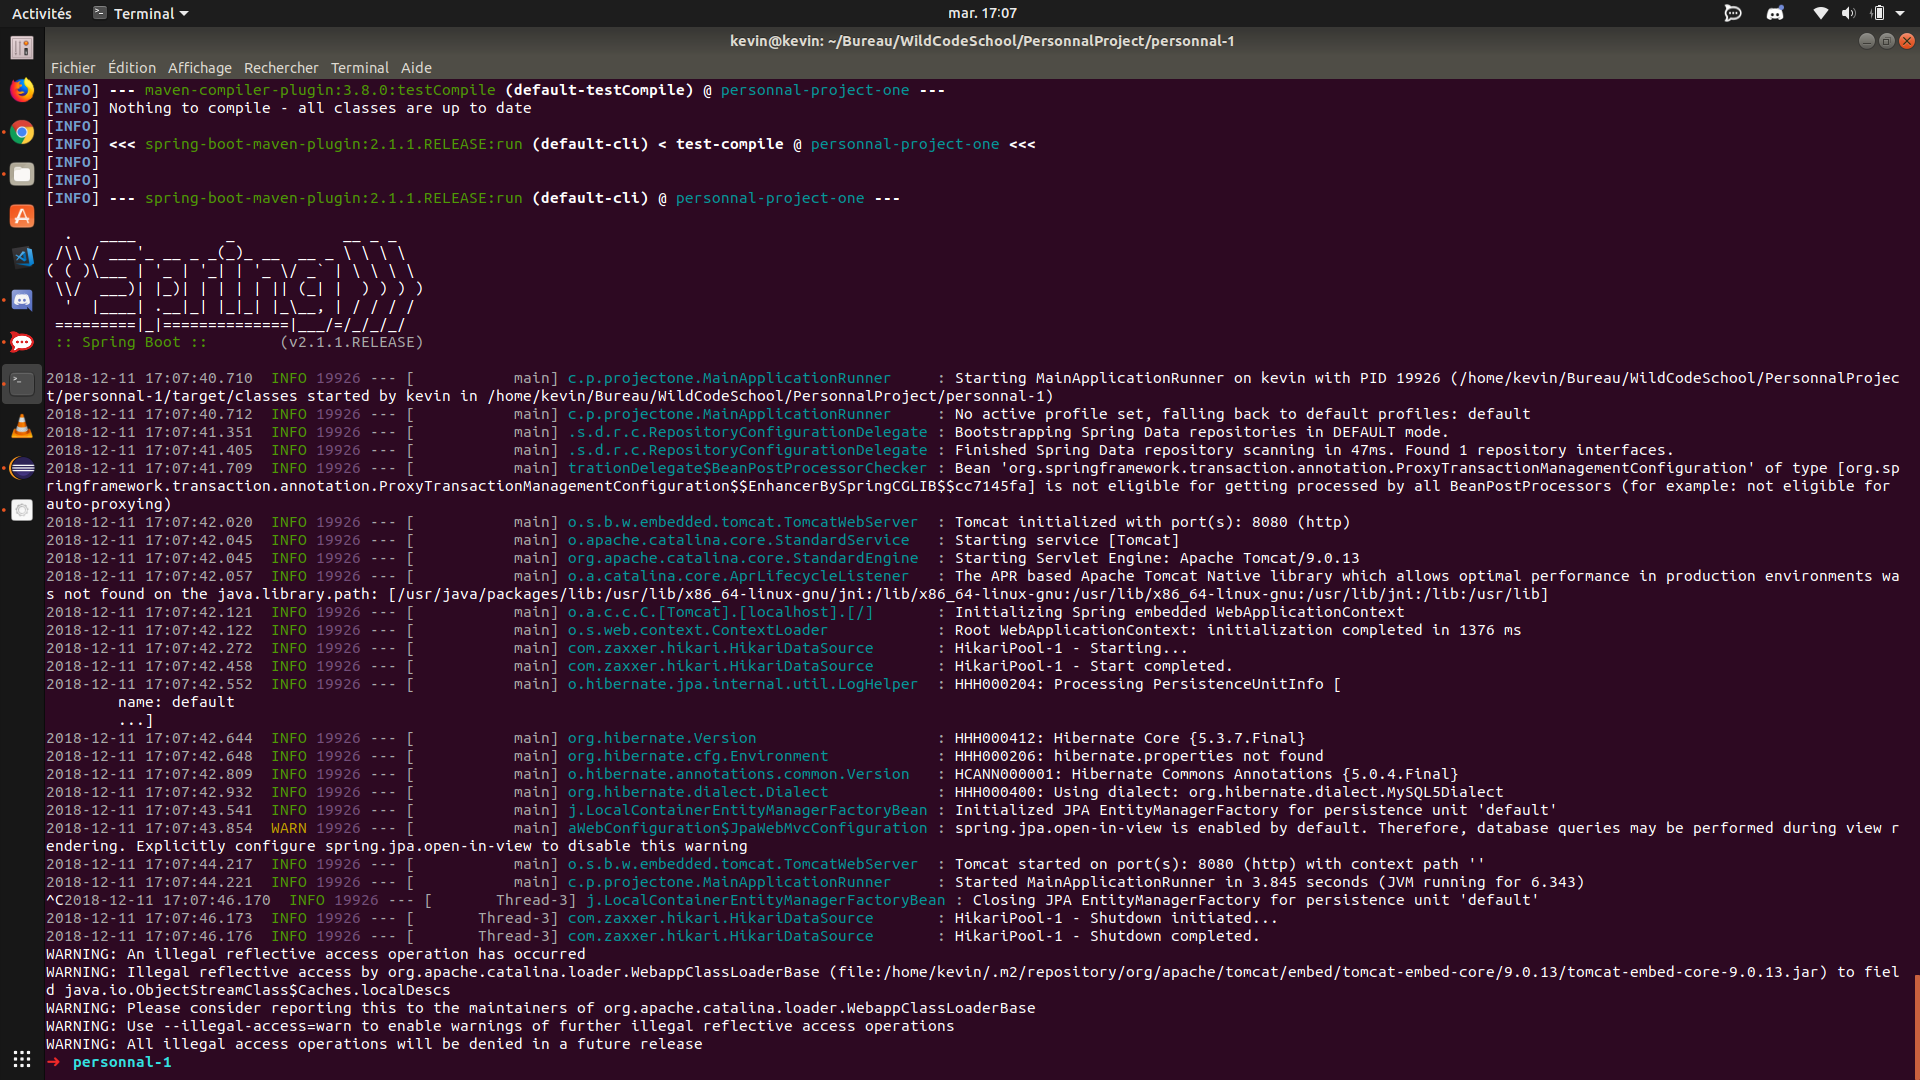 Activités
Terminal
mar. 17:07
kevin@kevin: ~/Bureau/WildCodeSchool/PersonnalProject/personnal-1
Fichier Édition Affichage Rechercher Terminal Aide
[INFO] --- maven-compiler-plugin:3.8.0:testCompile (default-testCompile) @ personnal-project-one ---
[INFO] Nothing to compile - all classes are up to date
[INFO]
[INFO] <<< spring-boot-maven-plugin:2.1.1.RELEASE:run (default-cli) < test-compile @ personnal-project-one <<<
[INFO]
[INFO]
[INFO] --- spring-boot-maven-plugin:2.1.1.RELEASE:run (default-cli) @ personnal-project-one ---

  .   ____          _            __ _ _
 /\\ / ___'_ __ _ _(_)_ __  __ _ \ \ \ \
( ( )\___ | '_ | '_| | '_ \/ _` | \ \ \ \
 \\/  ___)| |_)| | | | | || (_| |  ) ) ) )
  '  |____| .__|_| |_|_| |_\__, | / / / /
 =========|_|==============|___/=/_/_/_/
 :: Spring Boot ::        (v2.1.1.RELEASE)

2018-12-11 17:07:40.710  INFO 19926 --- [           main] c.p.projectone.MainApplicationRunner     : Starting MainApplicationRunner on kevin with PID 19926 (/home/kevin/Bureau/WildCodeSchool/PersonnalProjec
t/personnal-1/target/classes started by kevin in /home/kevin/Bureau/WildCodeSchool/PersonnalProject/personnal-1)
2018-12-11 17:07:40.712  INFO 19926 --- [           main] c.p.projectone.MainApplicationRunner     : No active profile set, falling back to default profiles: default
2018-12-11 17:07:41.351  INFO 19926 --- [           main] .s.d.r.c.RepositoryConfigurationDelegate : Bootstrapping Spring Data repositories in DEFAULT mode.
2018-12-11 17:07:41.405  INFO 19926 --- [           main] .s.d.r.c.RepositoryConfigurationDelegate : Finished Spring Data repository scanning in 47ms. Found 1 repository interfaces.
2018-12-11 17:07:41.709  INFO 19926 --- [           main] trationDelegate$BeanPostProcessorChecker : Bean 'org.springframework.transaction.annotation.ProxyTransactionManagementConfiguration' of type [org.sp
ringframework.transaction.annotation.ProxyTransactionManagementConfiguration$$EnhancerBySpringCGLIB$$cc7145fa] is not eligible for getting processed by all BeanPostProcessors (for example: not eligible for
auto-proxying)
2018-12-11 17:07:42.020  INFO 19926 --- [           main] o.s.b.w.embedded.tomcat.TomcatWebServer  : Tomcat initialized with port(s): 8080 (http)
2018-12-11 17:07:42.045  INFO 19926 --- [           main] o.apache.catalina.core.StandardService   : Starting service [Tomcat]
2018-12-11 17:07:42.045  INFO 19926 --- [           main] org.apache.catalina.core.StandardEngine  : Starting Servlet Engine: Apache Tomcat/9.0.13
2018-12-11 17:07:42.057  INFO 19926 --- [           main] o.a.catalina.core.AprLifecycleListener   : The APR based Apache Tomcat Native library which allows optimal performance in production environments wa
s not found on the java.library.path: [/usr/java/packages/lib:/usr/lib/x86_64-linux-gnu/jni:/lib/x86_64-linux-gnu:/usr/lib/x86_64-linux-gnu:/usr/lib/jni:/lib:/usr/lib]
2018-12-11 17:07:42.121  INFO 19926 --- [           main] o.a.c.c.C.[Tomcat].[localhost].[/]       : Initializing Spring embedded WebApplicationContext
2018-12-11 17:07:42.122  INFO 19926 --- [           main] o.s.web.context.ContextLoader            : Root WebApplicationContext: initialization completed in 1376 ms
2018-12-11 17:07:42.272  INFO 19926 --- [           main] com.zaxxer.hikari.HikariDataSource       : HikariPool-1 - Starting...
2018-12-11 17:07:42.458  INFO 19926 --- [           main] com.zaxxer.hikari.HikariDataSource       : HikariPool-1 - Start completed.
2018-12-11 17:07:42.552  INFO 19926 --- [           main] o.hibernate.jpa.internal.util.LogHelper  : HHH000204: Processing PersistenceUnitInfo [
        name: default
        ...]
2018-12-11 17:07:42.644  INFO 19926 --- [           main] org.hibernate.Version                    : HHH000412: Hibernate Core {5.3.7.Final}
2018-12-11 17:07:42.648  INFO 19926 --- [           main] org.hibernate.cfg.Environment            : HHH000206: hibernate.properties not found
2018-12-11 17:07:42.809  INFO 19926 --- [           main] o.hibernate.annotations.common.Version   : HCANN000001: Hibernate Commons Annotations {5.0.4.Final}
2018-12-11 17:07:42.932  INFO 19926 --- [           main] org.hibernate.dialect.Dialect            : HHH000400: Using dialect: org.hibernate.dialect.MySQL5Dialect
2018-12-11 17:07:43.541  INFO 19926 --- [           main] j.LocalContainerEntityManagerFactoryBean : Initialized JPA EntityManagerFactory for persistence unit 'default'
2018-12-11 17:07:43.854  WARN 19926 --- [           main] aWebConfiguration$JpaWebMvcConfiguration : spring.jpa.open-in-view is enabled by default. Therefore, database queries may be performed during view r
endering. Explicitly configure spring.jpa.open-in-view to disable this warning
2018-12-11 17:07:44.217  INFO 19926 --- [           main] o.s.b.w.embedded.tomcat.TomcatWebServer  : Tomcat started on port(s): 8080 (http) with context path ''
2018-12-11 17:07:44.221  INFO 19926 --- [           main] c.p.projectone.MainApplicationRunner     : Started MainApplicationRunner in 3.845 seconds (JVM running for 6.343)
^C2018-12-11 17:07:46.170  INFO 19926 --- [       Thread-3] j.LocalContainerEntityManagerFactoryBean : Closing JPA EntityManagerFactory for persistence unit 'default'
2018-12-11 17:07:46.173  INFO 19926 --- [       Thread-3] com.zaxxer.hikari.HikariDataSource       : HikariPool-1 - Shutdown initiated...
2018-12-11 17:07:46.176  INFO 19926 --- [       Thread-3] com.zaxxer.hikari.HikariDataSource       : HikariPool-1 - Shutdown completed.
WARNING: An illegal reflective access operation has occurred
WARNING: Illegal reflective access by org.apache.catalina.loader.WebappClassLoaderBase (file:/home/kevin/.m2/repository/org/apache/tomcat/embed/tomcat-embed-core/9.0.13/tomcat-embed-core-9.0.13.jar) to fiel
d java.io.ObjectStreamClass$Caches.localDescs
WARNING: Please consider reporting this to the maintainers of org.apache.catalina.loader.WebappClassLoaderBase
WARNING: Use --illegal-access=warn to enable warnings of further illegal reflective access operations
WARNING: All illegal access operations will be denied in a future release
➜  personnal-1